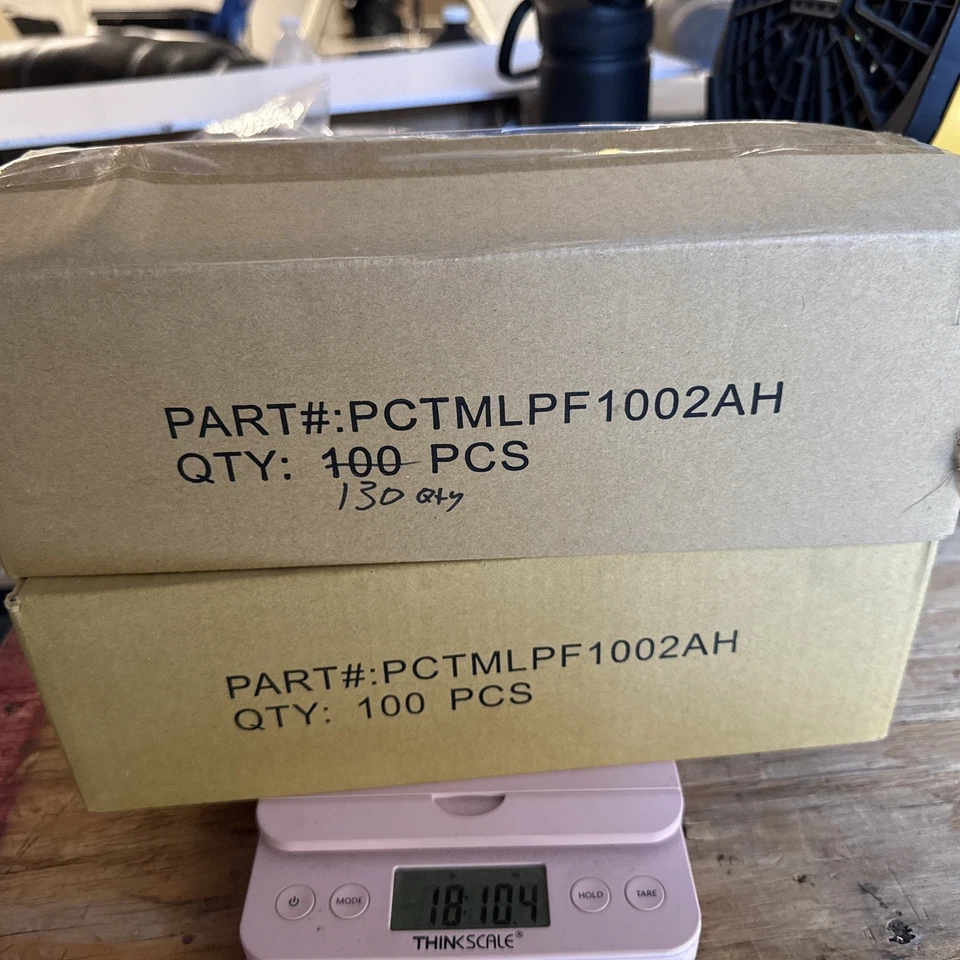 PART#:PCTMLPF1002AH
QTY: 100 PCS
130 Qty
PART#:PCTMLPF1002AH
QTY: 100 PCS
MODE
18:10.4
HOLD
TARE
THINKSCALE®